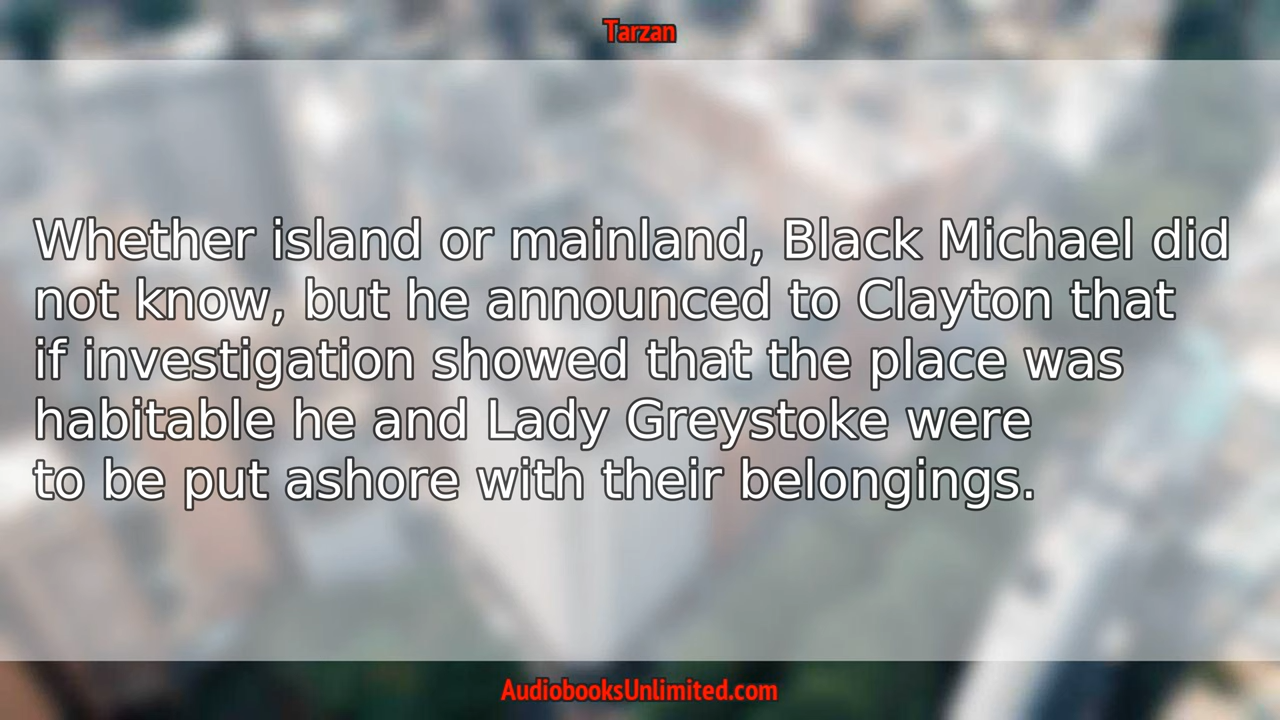 Tarzan
Whether island or mainland, Black Michael did
not know, but he announced to Clayton that
if investigation showed that the place was
habitable he and Lady Greystoke were
to be put ashore with their belongings.
AudiobooksUnlimited.com